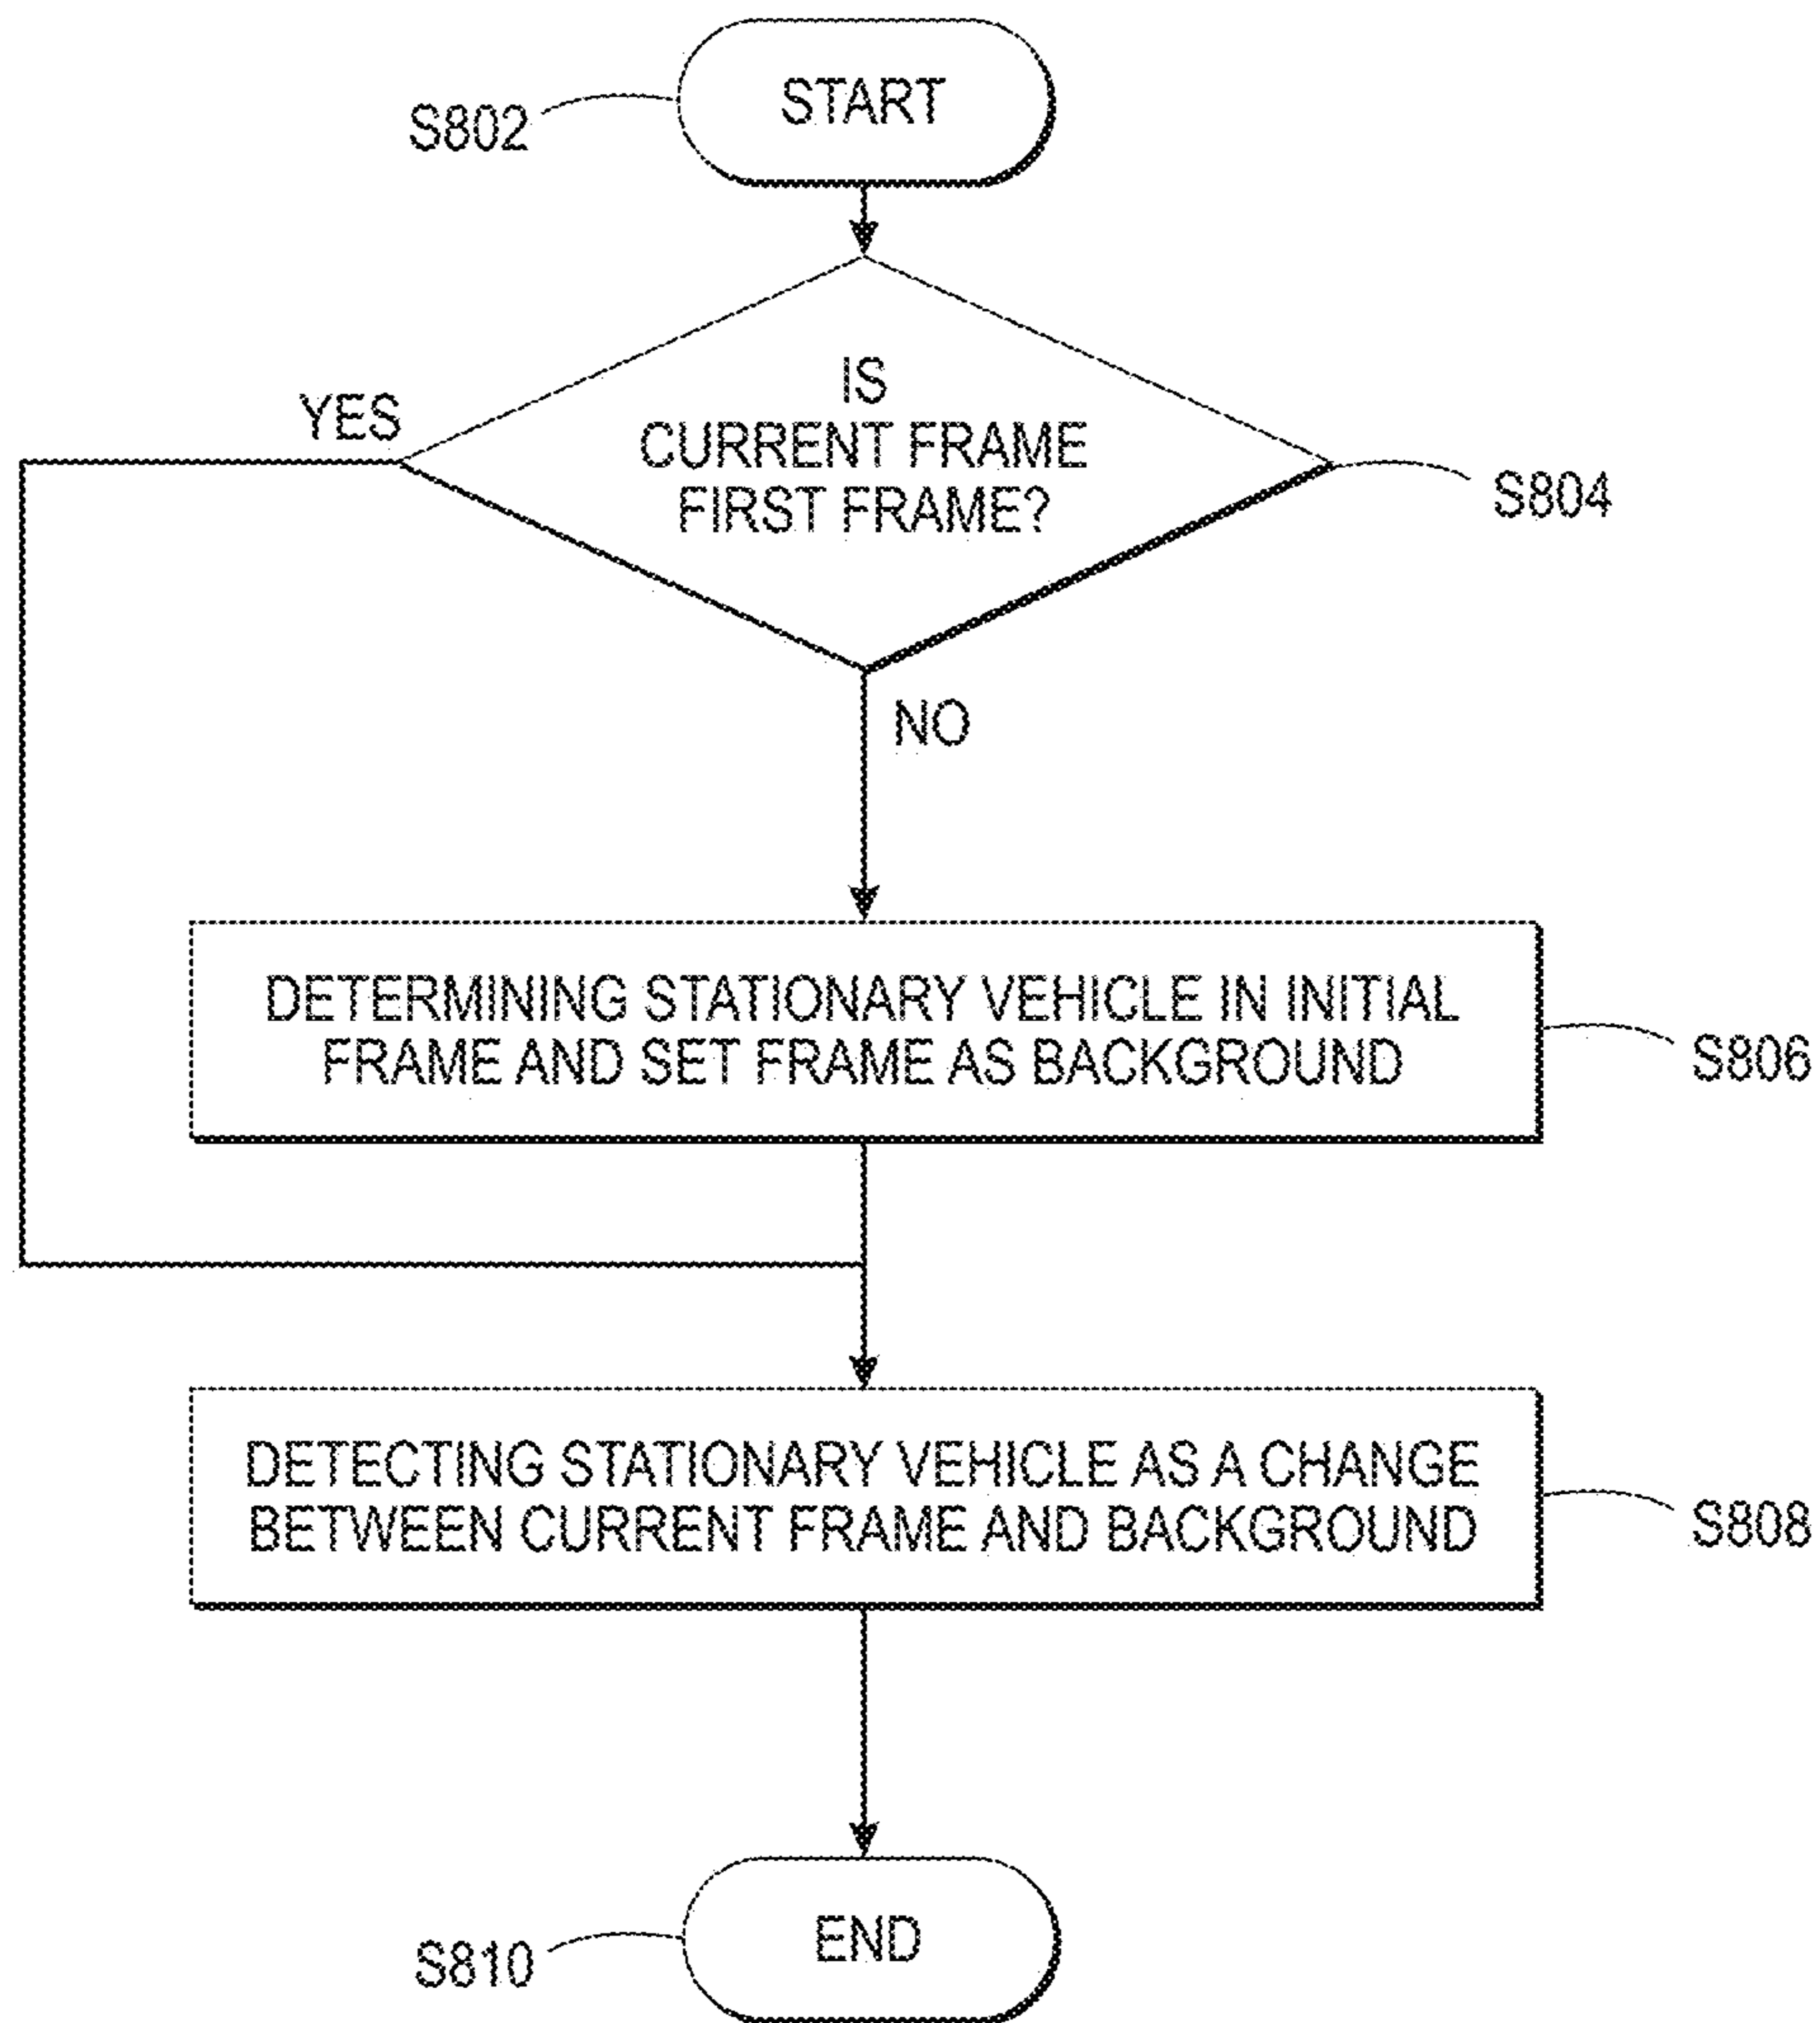 START
S802
IS
CURRENT FRAME
FIRST FRAME?
YES
S804
NO
DETERMINING STATIONARY VEHICLE IN INITIAL
FRAME AND SET FRAME AS BACKGROUND
S806
DETECTING STATIONARY VEHICLE AS A CHANGE
BETWEEN CURRENT FRAME AND BACKGROUND
S808
END
S810